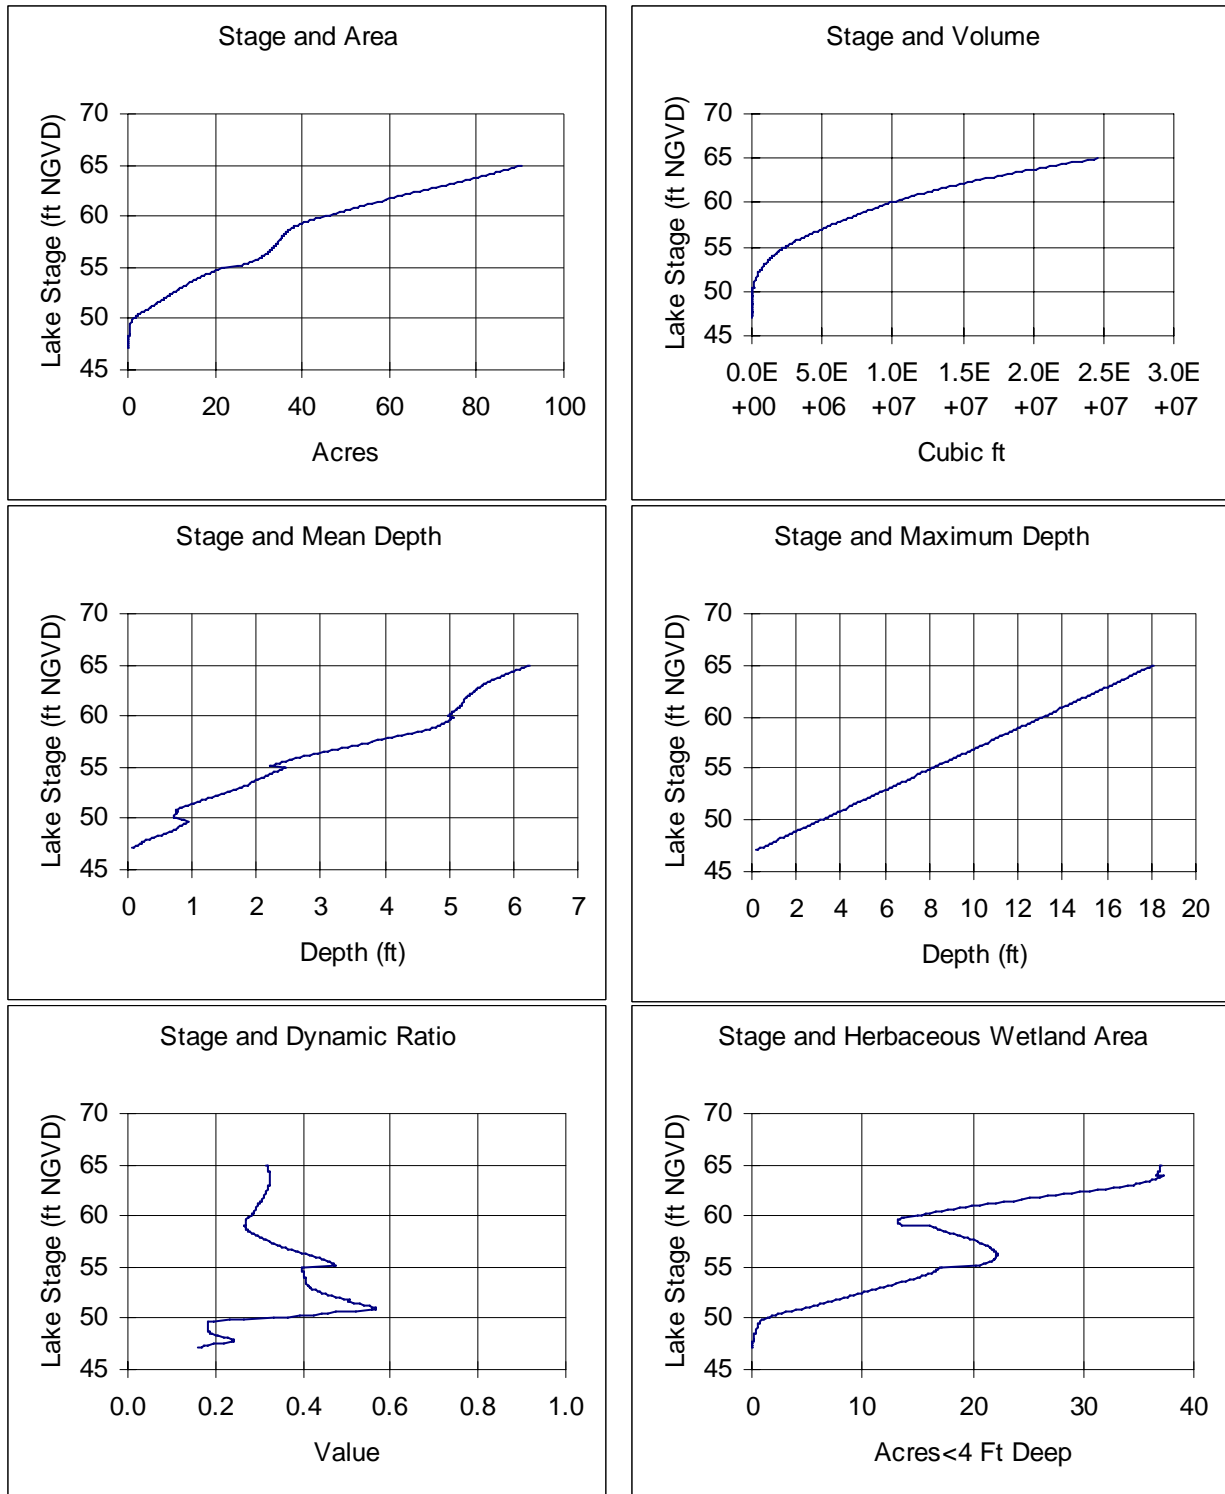 Stage and Area
Lake Stage (ft NGVD)
70
65
60
55
50
45
0 20 40 60 80 100
Acres
Stage and Volume
Lake Stage (ft NGVD)
70
65
60
55
50
45
0.0E 5.0E 1.0E 1.5E 2.0E 2.5E 3.0E
+00 +06 +07 +07 +07 +07 +07
Cubic ft
Stage and Mean Depth
Lake Stage (ft NGVD)
70
65
60
55
50
45
0 1 2 3 4 5 6 7
Depth (ft)
Stage and Maximum Depth
Lake Stage (ft NGVD)
70
65
60
55
50
45
0 2 4 6 8 10 12 14 16 18 20
Depth (ft)
Stage and Dynamic Ratio
Lake Stage (ft NGVD)
70
65
60
55
50
45
0.0 0.2 0.4 0.6 0.8 1.0
Value
Stage and Herbaceous Wetland Area
Lake Stage (ft NGVD)
70
65
60
55
50
45
0 10 20 30 40
Acres<4 Ft Deep